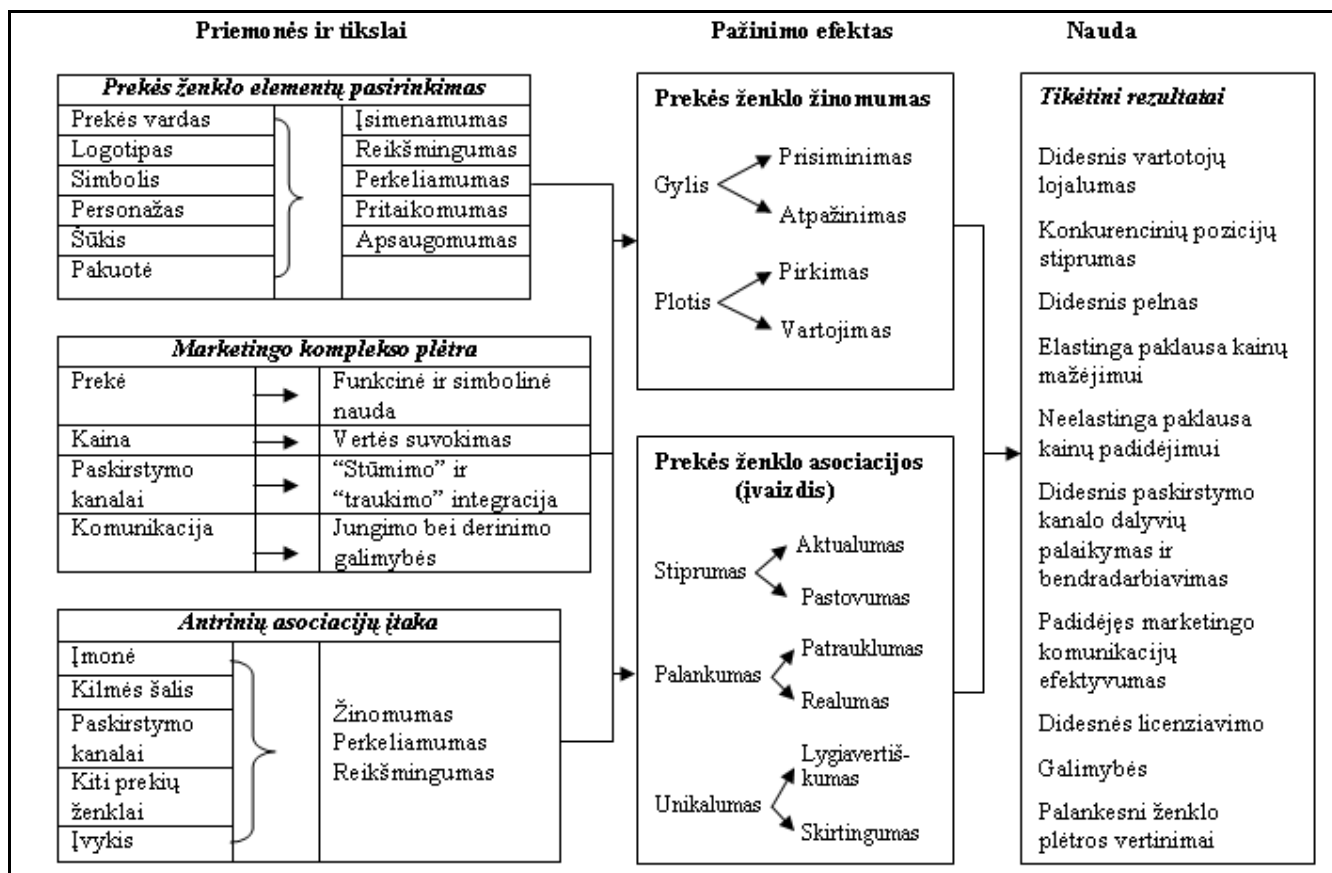 Priemonės ir tikslai
Prekės ženklo elementų pasirinkimas
Prekės vardas
Logotipas
Simbolis
Personažas
Šūkis
Pakuotė
Įsimenamumas
Reikšmingumas
Perkeliamumas
Pritaikomumas
Apsaugomumas
Marketingo komplekso plėtra
Prekė
Funkcinė ir simbolinė
nauda
Kaina
Vertės suvokimas
Paskirstymo
kanalai
“Stūmimo” ir
“traukimo” integracija
Komunikacija
Jungimo bei derinimo
galimybės
Antrinių asociacijų įtaka
Įmonė
Kilmės šalis
Paskirstymo
kanalai
Kiti prekių
ženklai
Įvykis
Žinomumas
Perkeliamumas
Reikšmingumas
Pažinimo efektas
Prekės ženklo žinomumas
Gylis
Prisiminimas
Atpažinimas
Plotis
Pirkimas
Vartojimas
Prekės ženklo asociacijos
(įvaizdis)
Stiprumas
Aktualumas
Pastovumas
Palankumas
Patrauklumas
Realumas
Unikalumas
Lygiavertiš-
kumas
Skirtingumas
Nauda
Tikėtini rezultatai
Didesnis vartotojų
lojalumas
Konkurencinių pozicijų
stiprumas
Didesnis pelnas
Elastinga paklausa kainų
mažėjimui
Neelastinga paklausa
kainų padidėjimui
Didesnis paskirstymo
kanalo dalyvių
palaikymas ir
bendradarbiavimas
Padidėjęs marketingo
komunikacijų
efektyvumas
Didesnės licenziavimo
Galimybės
Palankesni ženklo
plėtros vertinimai